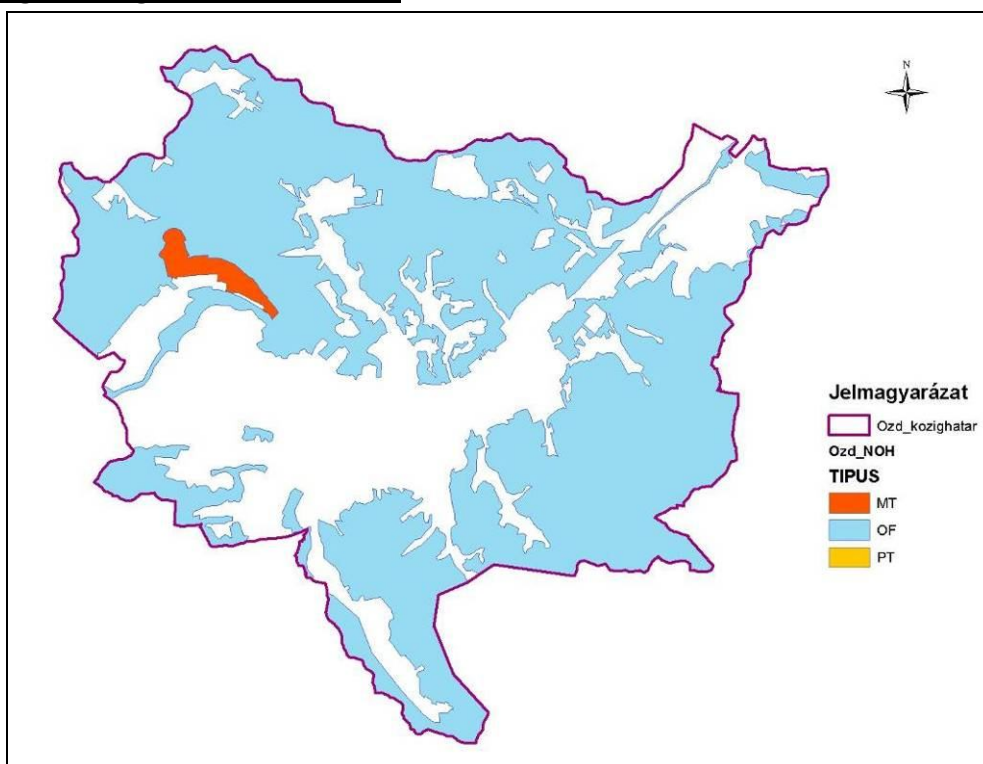 N
Jelmagyarázat
Ozd_kozighatar
Ozd_NOH
TIPUS
MT
OF
PT